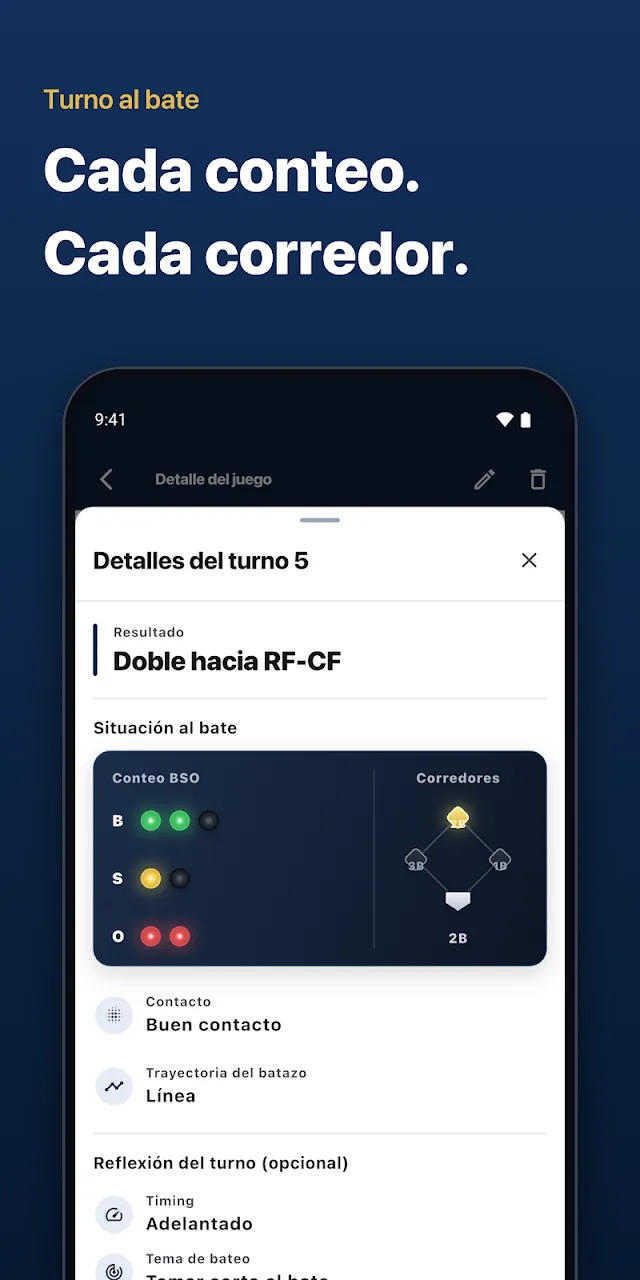 Turno al bate
Cada conteo.
Cada corredor.
9:41
Detalle del juego
Detalles del turno 5
Resultado
Doble hacia RF-CF
Situación al bate
Conteo BSO
Corredores
B
S
O
2B
3B
1B
2B
Contacto
Buen contacto
Trayectoria del batazo
Línea
Reflexión del turno (opcional)
Timing
Adelantado
Tema de bateo